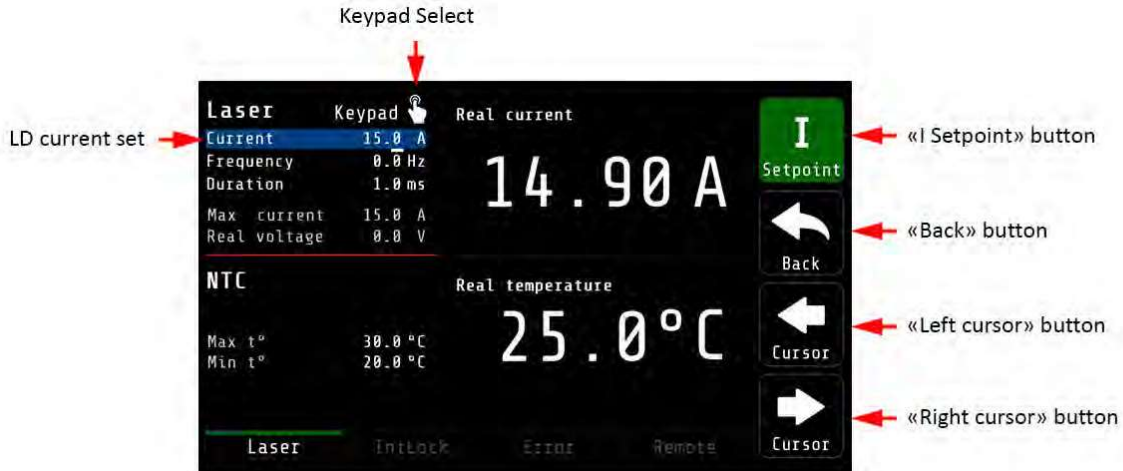 Keypad Select
LD current set
Laser Keypad
Current 15.0 A
Frequency 0.0 Hz
Duration 1.0 ms
Max current 15.0 A
Real voltage 0.0 V
Real current
14.90 A
NTC
Max t° 30.0 °C
Min t° 20.0 °C
Real temperature
25.0°C
I
Setpoint
Back
Cursor
Cursor
«I Setpoint» button
«Back» button
«Left cursor» button
«Right cursor» button
Laser IntLock Error Remote